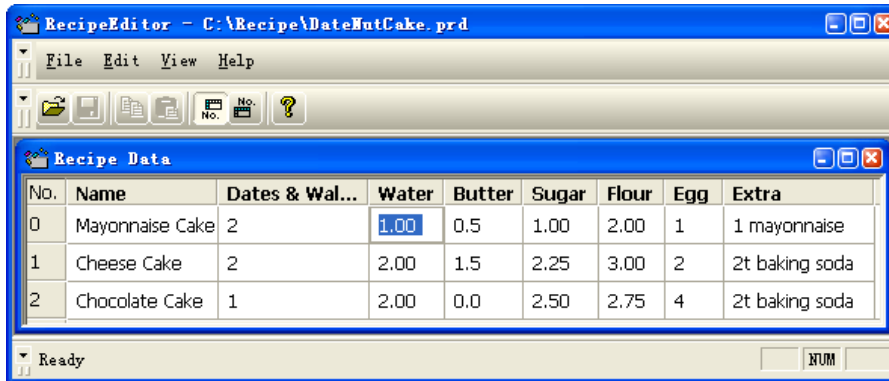 RecipeEditor - C:\Recipe\DateNutCake.prd
File Edit View Help
No. No. ?
Recipe Data
No. Name Dates & Wal... Water Butter Sugar Flour Egg Extra
0 Mayonnaise Cake 2 1.00 0.5 1.00 2.00 1 1 mayonnaise
1 Cheese Cake 2 2.00 1.5 2.25 3.00 2 2t baking soda
2 Chocolate Cake 1 2.00 0.0 2.50 2.75 4 2t baking soda
Ready NUM